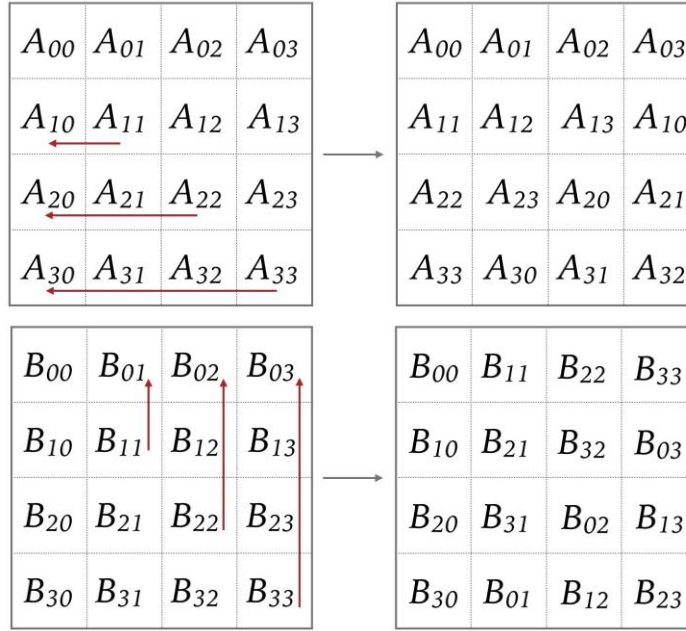 A00 A01 A02 A03 A00 A01 A02 A03
A10 A11 A12 A13 A11 A12 A13 A10
A20 A21 A22 A23 A22 A23 A20 A21
A30 A31 A32 A33 A33 A30 A31 A32
B00 B01 B02 B03 B00 B11 B22 B33
B10 B11 B12 B13 B10 B21 B32 B03
B20 B21 B22 B23 B20 B31 B02 B13
B30 B31 B32 B33 B30 B01 B12 B23